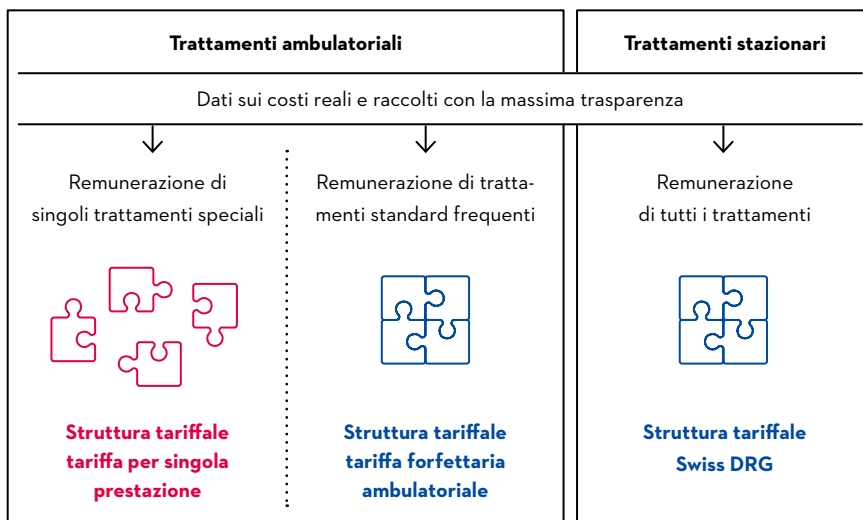 Trattamenti ambulatoriali
Trattamenti stazionari
Dati sui costi reali e raccolti con la massima trasparenza
Remunerazione di
singoli trattamenti speciali
Remunerazione di tratta-
menti standard frequenti
Remunerazione
di tutti i trattamenti
Struttura tariffale
tariffa per singola
prestazione
Struttura tariffale
tariffa forfettaria
ambulatoriale
Struttura tariffale
Swiss DRG